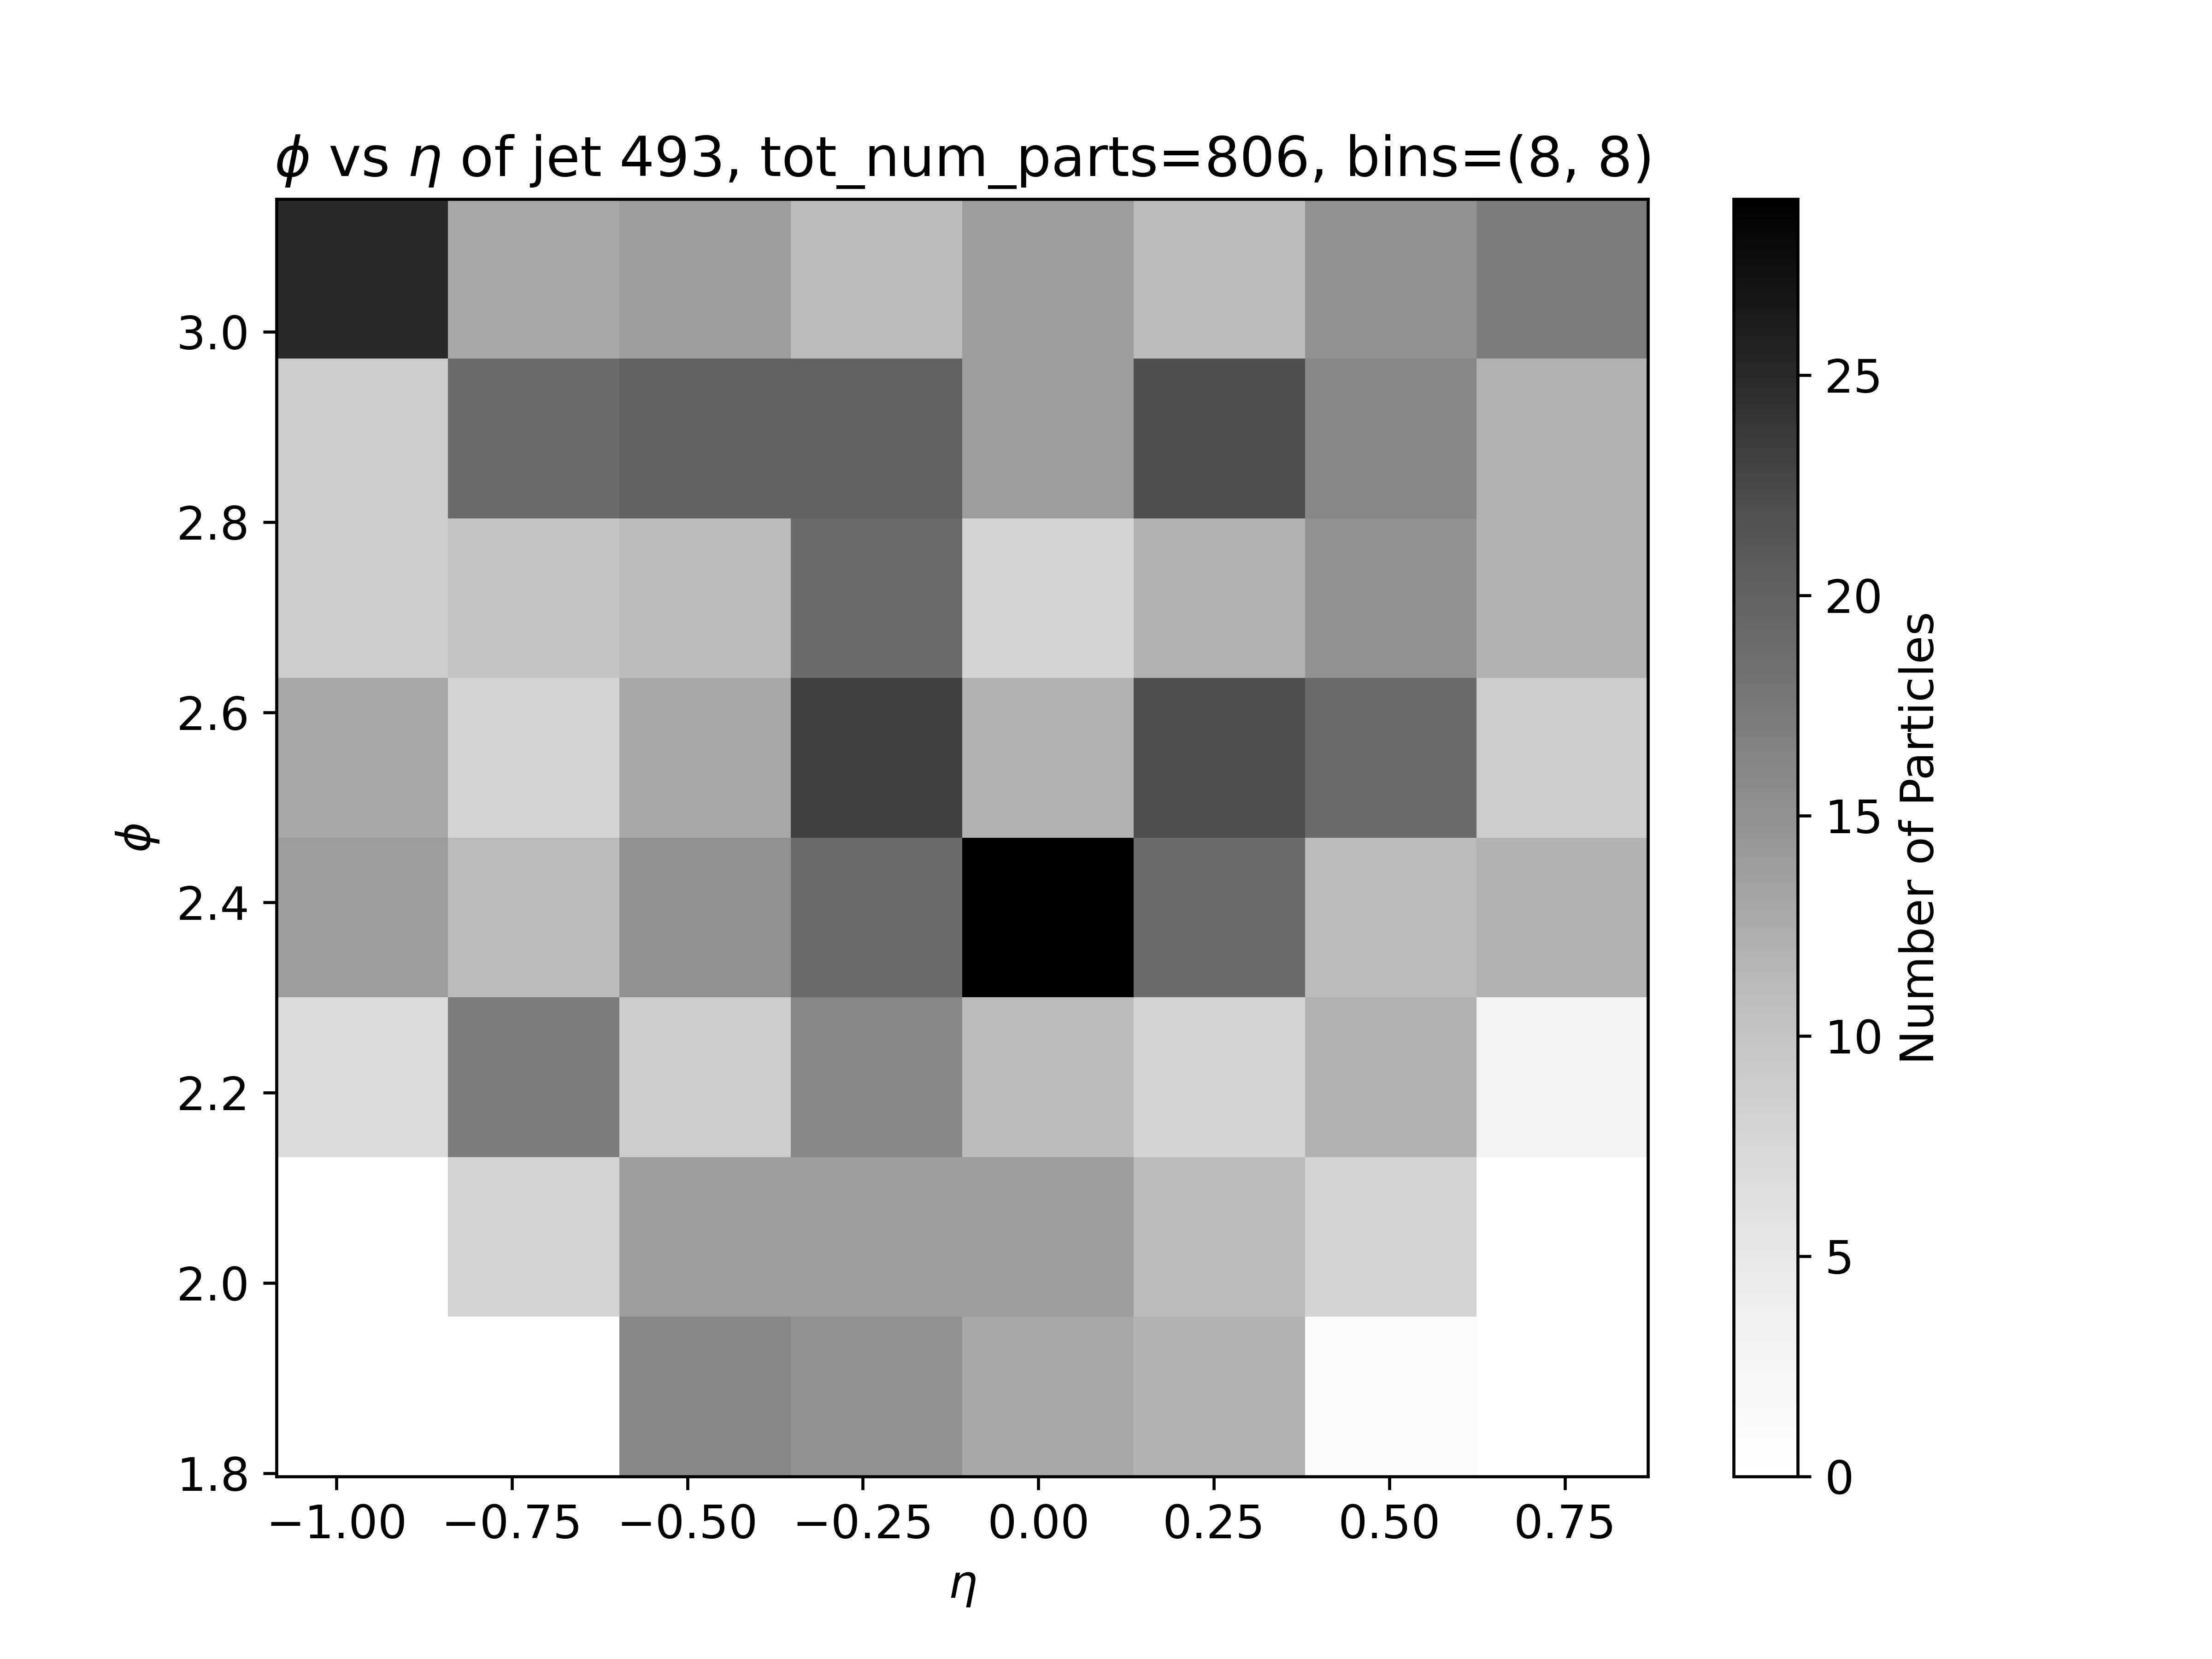 ϕ vs η of jet 493, tot_num_parts=806, bins=(8, 8)
3.0
2.8
2.6
2.4
2.2
2.0
1.8
ϕ
−1.00 −0.75 −0.50 −0.25 0.00 0.25 0.50 0.75
η
25
20
15
10
5
0
Number of Particles